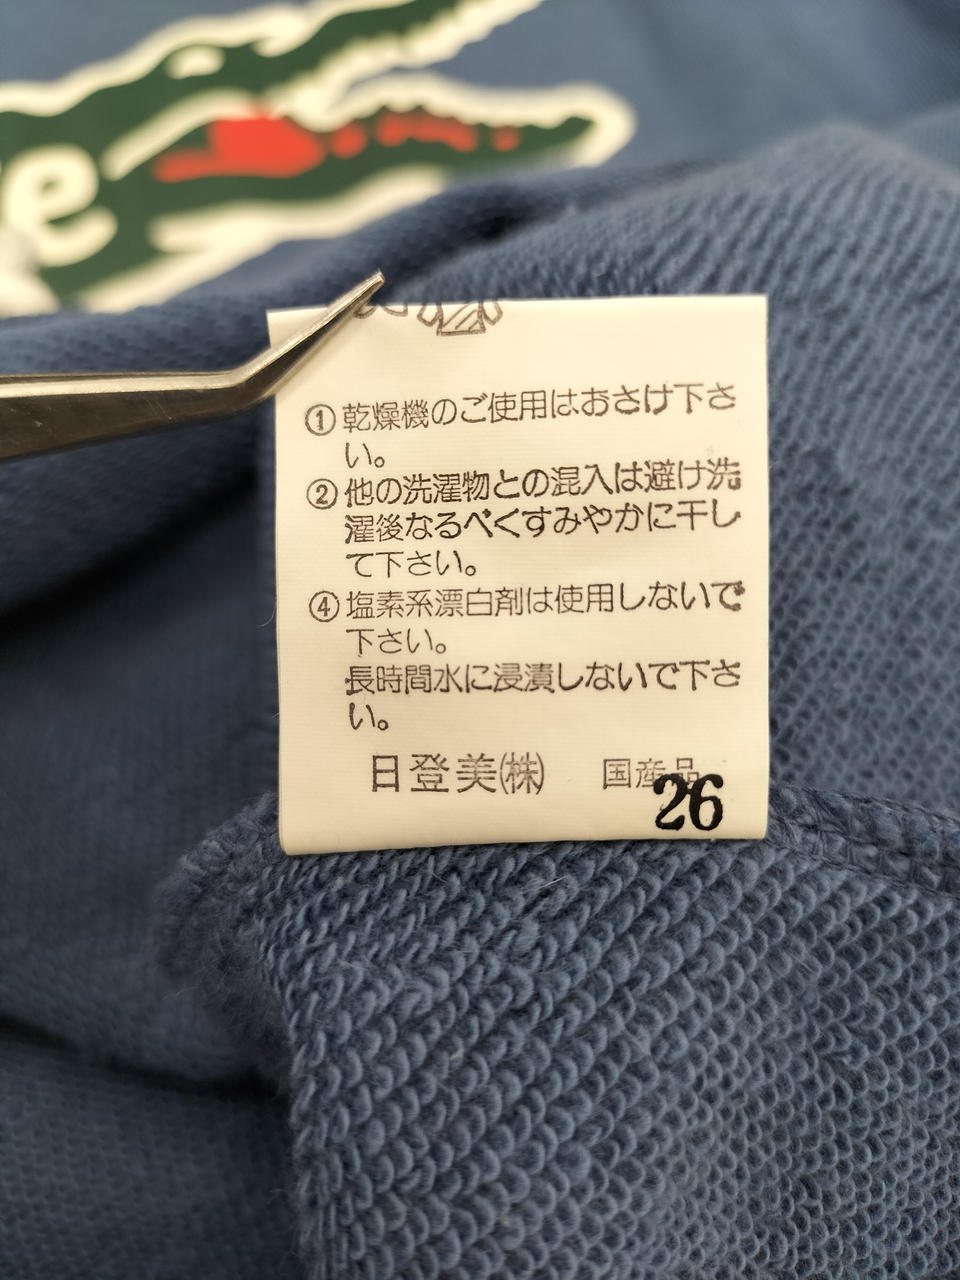 e
①乾燥機のご使用はおさけ下さ
い。
②他の洗濯物との混入は避け洗
濯後なるべくすみやかに干し
て下さい。
④塩素系漂白剤は使用しないで
下さい。
長時間水に浸漬しないで下さ
い。
日登美㈱ 国産品
26